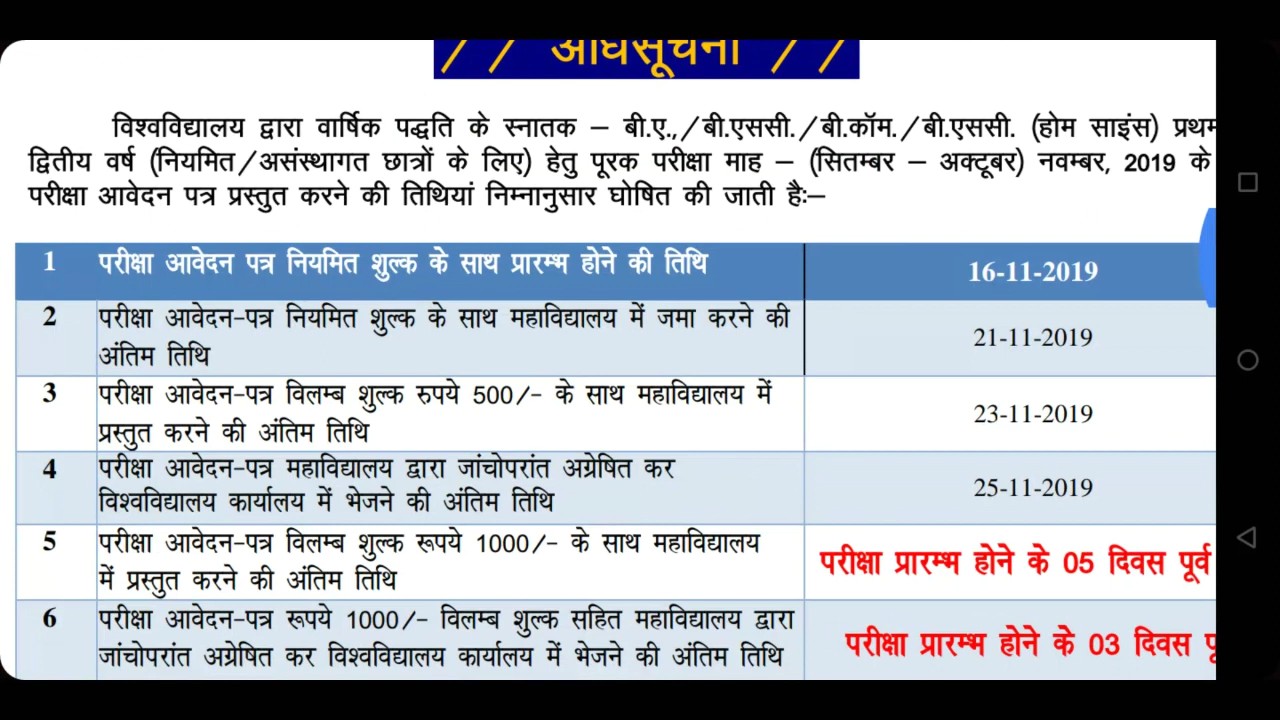 // अधिसूचना //
विश्वविद्यालय द्वारा वार्षिक पद्धति के स्नातक – बी.ए.,/बी.एससी./बी.कॉम./बी.एससी. (होम साइंस) प्रथम
द्वितीय वर्ष (नियमित/असंस्थागत छात्रों के लिए) हेतु पूरक परीक्षा माह – (सितम्बर – अक्टूबर) नवम्बर, 2019 के
परीक्षा आवेदन पत्र प्रस्तुत करने की तिथियां निम्नानुसार घोषित की जाती है:–
1 परीक्षा आवेदन पत्र नियमित शुल्क के साथ प्रारम्भ होने की तिथि 16-11-2019
2 परीक्षा आवेदन-पत्र नियमित शुल्क के साथ महाविद्यालय में जमा करने की
अंतिम तिथि 21-11-2019
3 परीक्षा आवेदन-पत्र विलम्ब शुल्क रुपये 500/- के साथ महाविद्यालय में
प्रस्तुत करने की अंतिम तिथि 23-11-2019
4 परीक्षा आवेदन-पत्र महाविद्यालय द्वारा जांचोपरांत अग्रेषित कर
विश्वविद्यालय कार्यालय में भेजने की अंतिम तिथि 25-11-2019
5 परीक्षा आवेदन-पत्र विलम्ब शुल्क रूपये 1000/- के साथ महाविद्यालय
में प्रस्तुत करने की अंतिम तिथि परीक्षा प्रारम्भ होने के 05 दिवस पूर्व
6 परीक्षा आवेदन-पत्र रूपये 1000/- विलम्ब शुल्क सहित महाविद्यालय द्वारा
जांचोपरांत अग्रेषित कर विश्वविद्यालय कार्यालय में भेजने की अंतिम तिथि परीक्षा प्रारम्भ होने के 03 दिवस